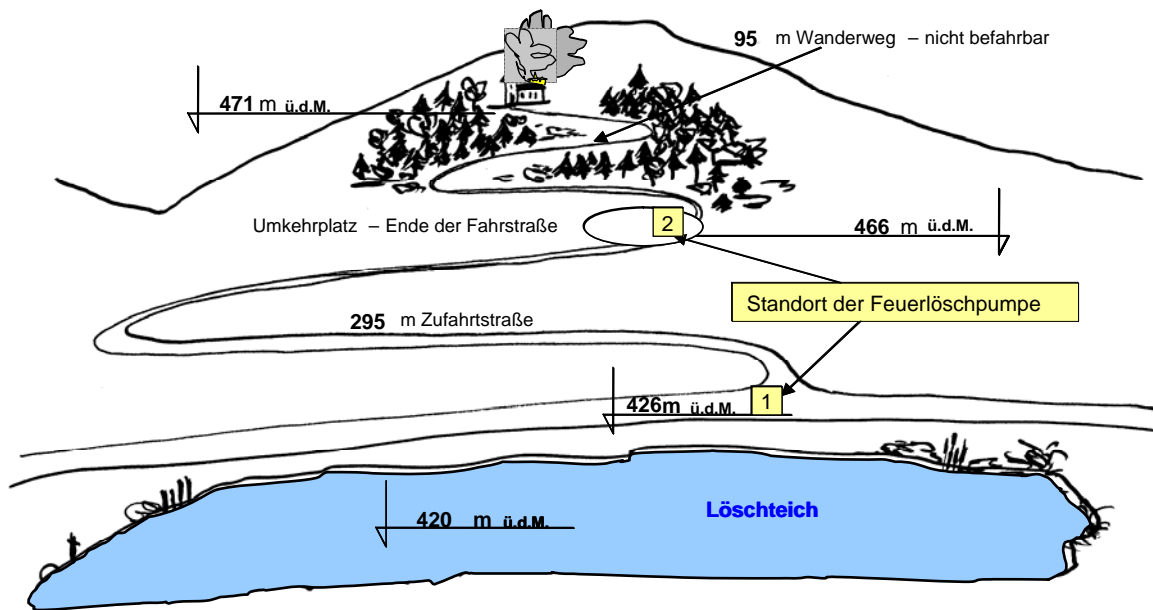 95 m Wanderweg – nicht befahrbar
471 m ü.d.M.
Umkehrplatz – Ende der Fahrstraße
2
466 m ü.d.M.
Standort der Feuerlöschpumpe
295 m Zufahrtstraße
426m ü.d.M.
1
Löschteich
420 m ü.d.M.